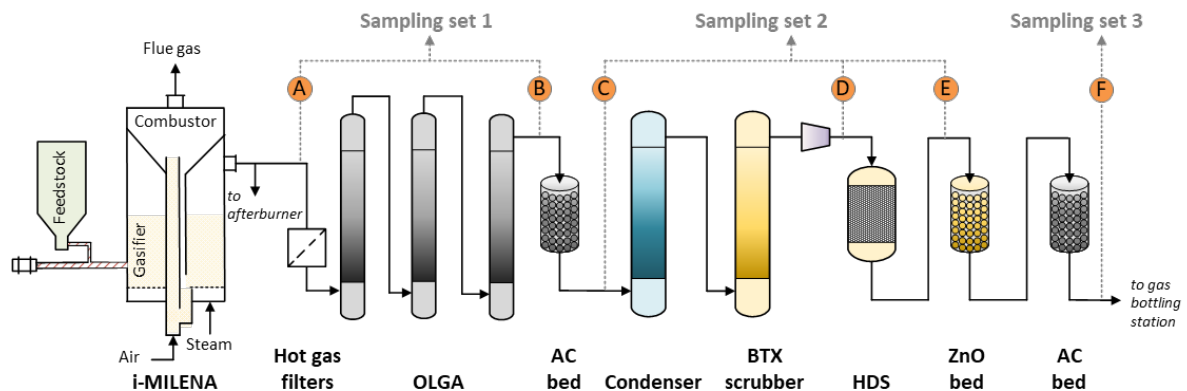 Sampling set 1
Sampling set 2
Sampling set 3
Flue gas
A
B
C
D
E
F
Combustor
Feedstock
Gasifier
to
afterburner
Air
Steam
to gas
bottling
station
i-MILENA
Hot gas
filters
OLGA
AC
bed
Condenser
BTX
scrubber
HDS
ZnO
bed
AC
bed